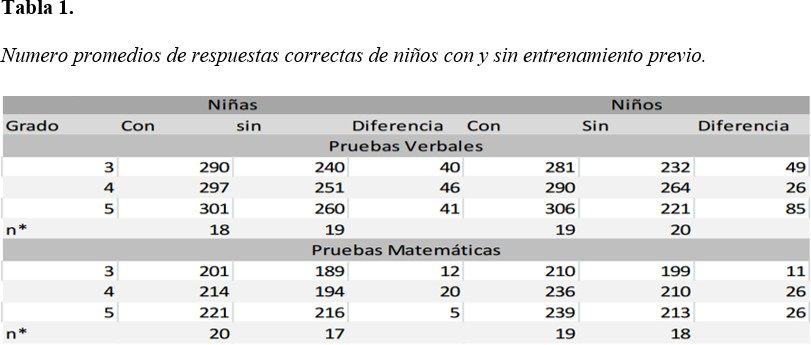 Tabla 1.
Numero promedios de respuestas correctas de niños con y sin entrenamiento previo.
Niñas Niños
Grado Con sin Diferencia Con Sin Diferencia
Pruebas Verbales
3 290 240 40 281 232 49
4 297 251 46 290 264 26
5 301 260 41 306 221 85
n* 18 19 19 20
Pruebas Matemáticas
3 201 189 12 210 199 11
4 214 194 20 236 210 26
5 221 216 5 239 213 26
n* 20 17 19 18